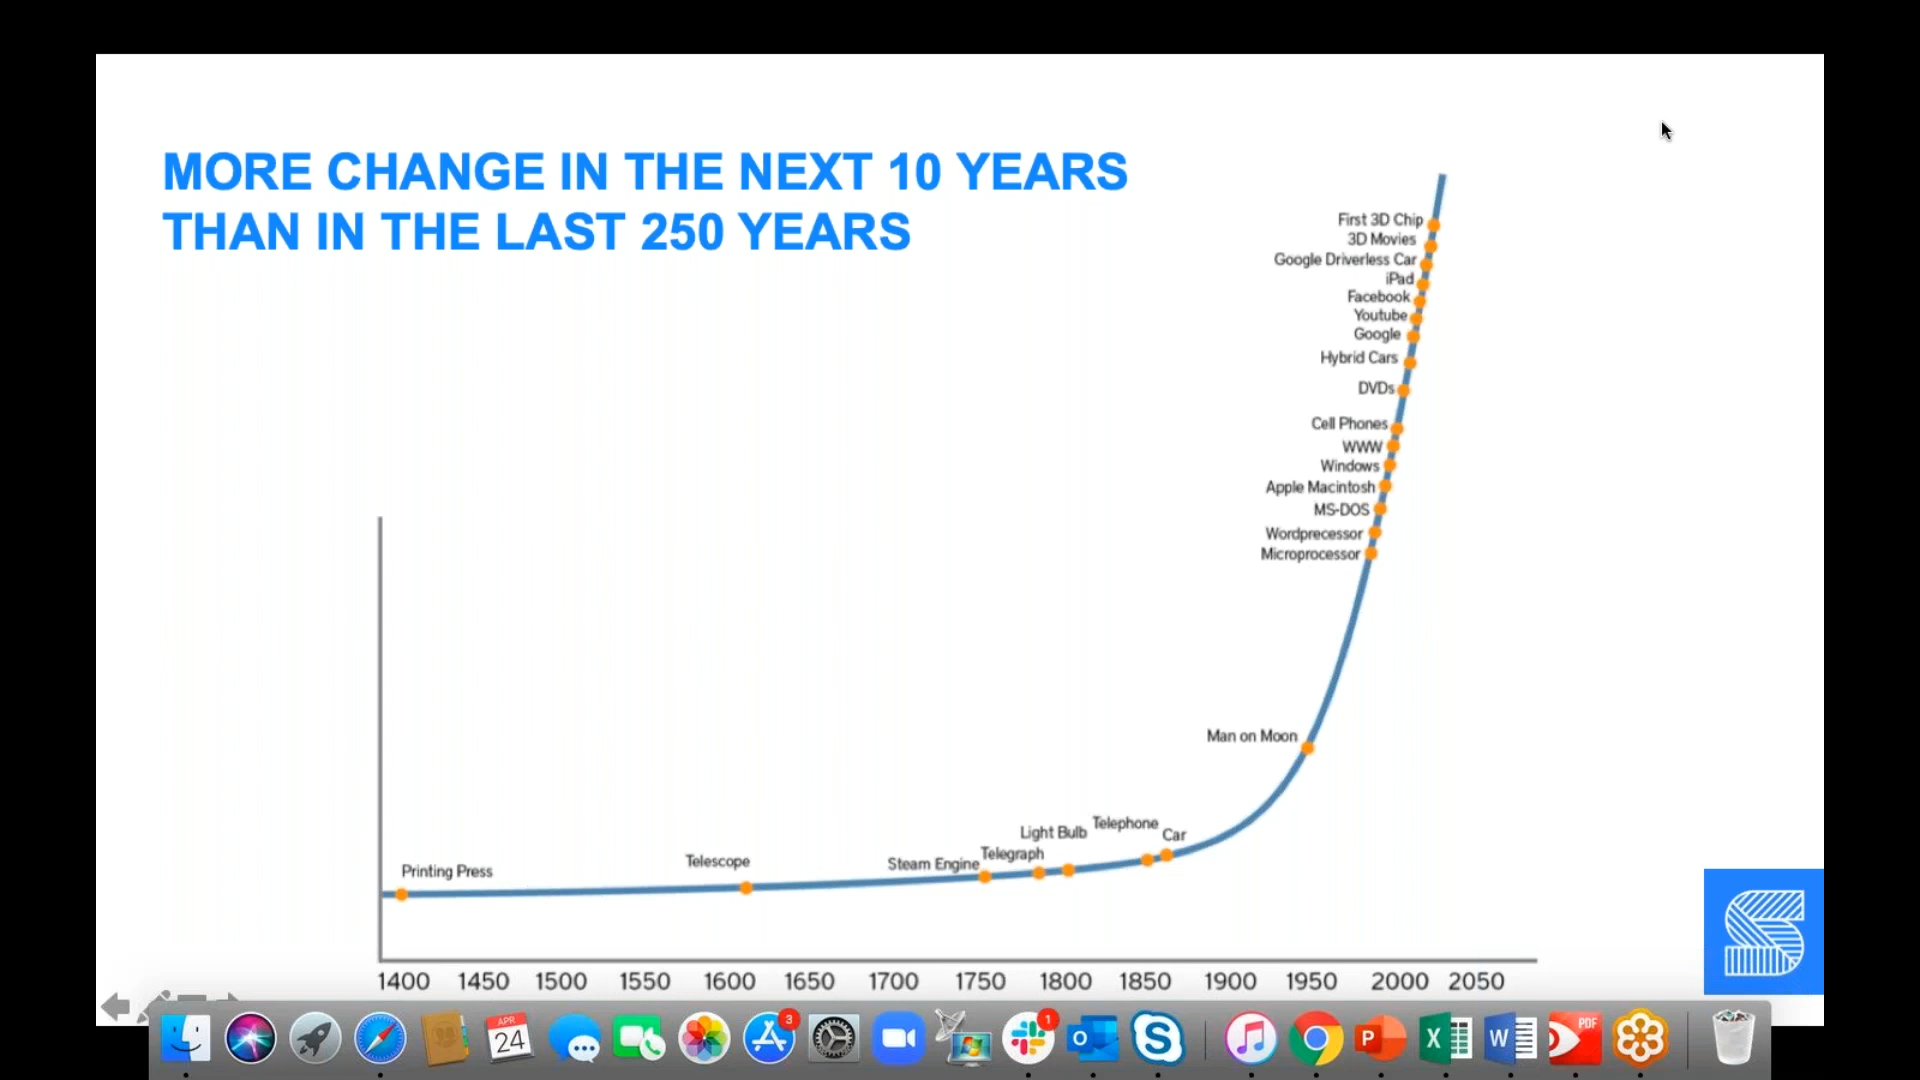 MORE CHANGE IN THE NEXT 10 YEARS
THAN IN THE LAST 250 YEARS
First 3D Chip
3D Movies
Google Driverless Car
iPad
Facebook
Youtube
Google
Hybrid Cars
DVDs
Cell Phones
WWW
Windows
Apple Macintosh
MS-DOS
Wordprecessor
Microprocessor
Man on Moon
Telephone
Light Bulb
Car
Telegraph
Steam Engine
Telescope
Printing Press
1400 1450 1500 1550 1600 1650 1700 1750 1800 1850 1900 1950 2000 2050
S
APR
24
3
1
O
S
P
X
W
PDF